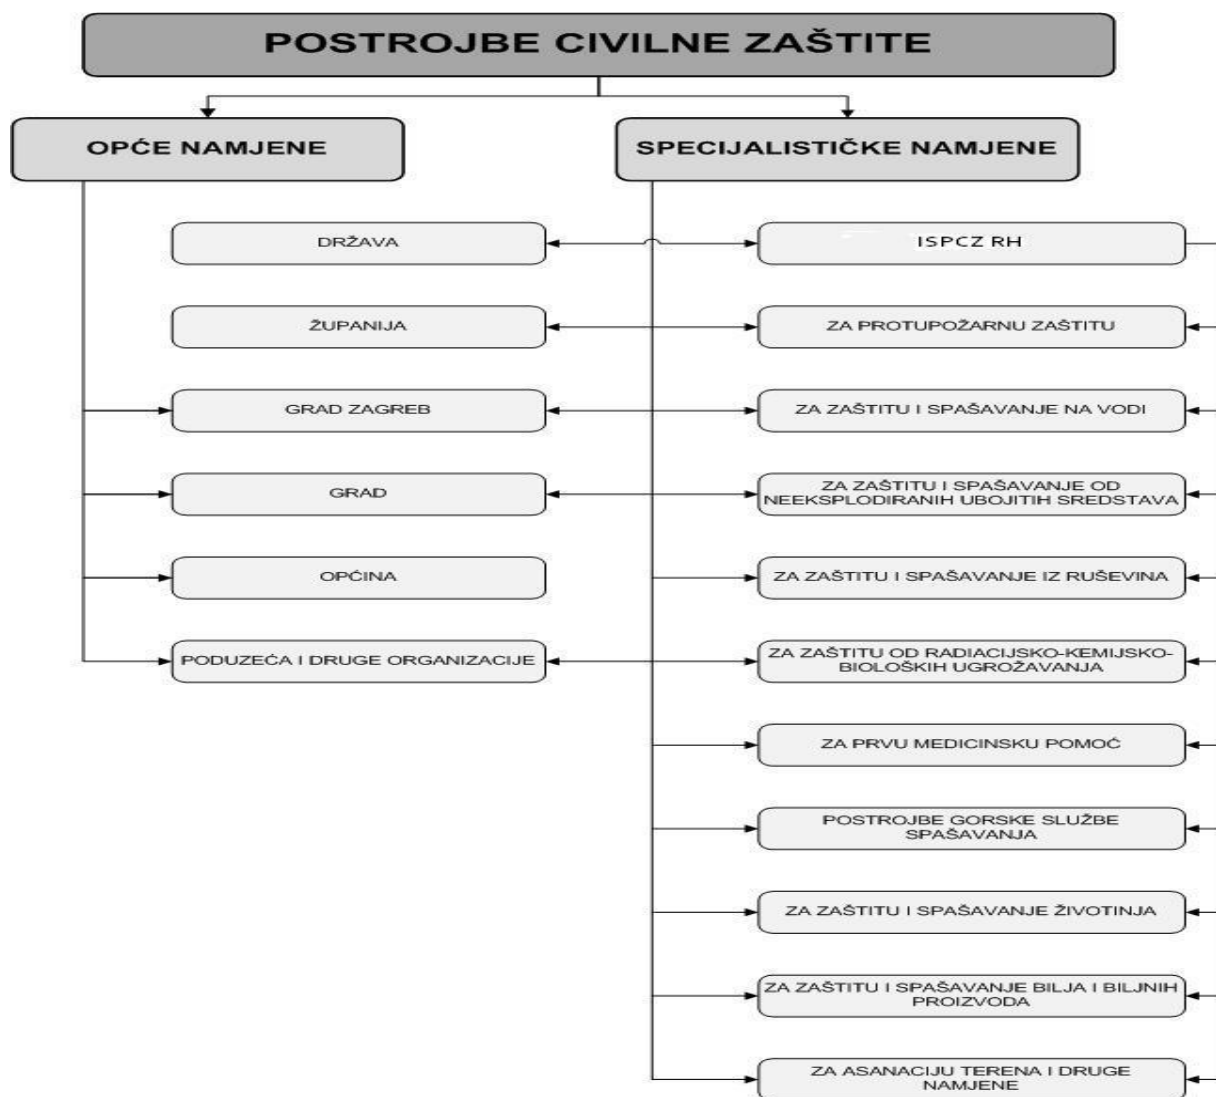 POSTROJBE CIVILNE ZAŠTITE
OPĆE NAMJENE
SPECIJALISTIČKE NAMJENE
DRŽAVA
ŽUPANIJA
GRAD ZAGREB
GRAD
OPĆINA
PODUZEĆA I DRUGE ORGANIZACIJE
ISPCZ RH
ZA PROTUPOŽARNU ZAŠTITU
ZA ZAŠTITU I SPAŠAVANJE NA VODI
ZA ZAŠTITU I SPAŠAVANJE OD
NEEKSPLODIRANIH UBOJITIH SREDSTAVA
ZA ZAŠTITU I SPAŠAVANJE IZ RUŠEVINA
ZA ZAŠTITU OD RADIACIJSKO-KEMIJSKO-
BIOLOŠKIH UGROŽAVANJA
ZA PRVU MEDICINSKU POMOĆ
POSTROJBE GORSKE SLUŽBE
SPAŠAVANJA
ZA ZAŠTITU I SPAŠAVANJE ŽIVOTINJA
ZA ZAŠTITU I SPAŠAVANJE BILJA I BILJNIH
PROIZVODA
ZA ASANACIJU TERENA I DRUGE
NAMJENE